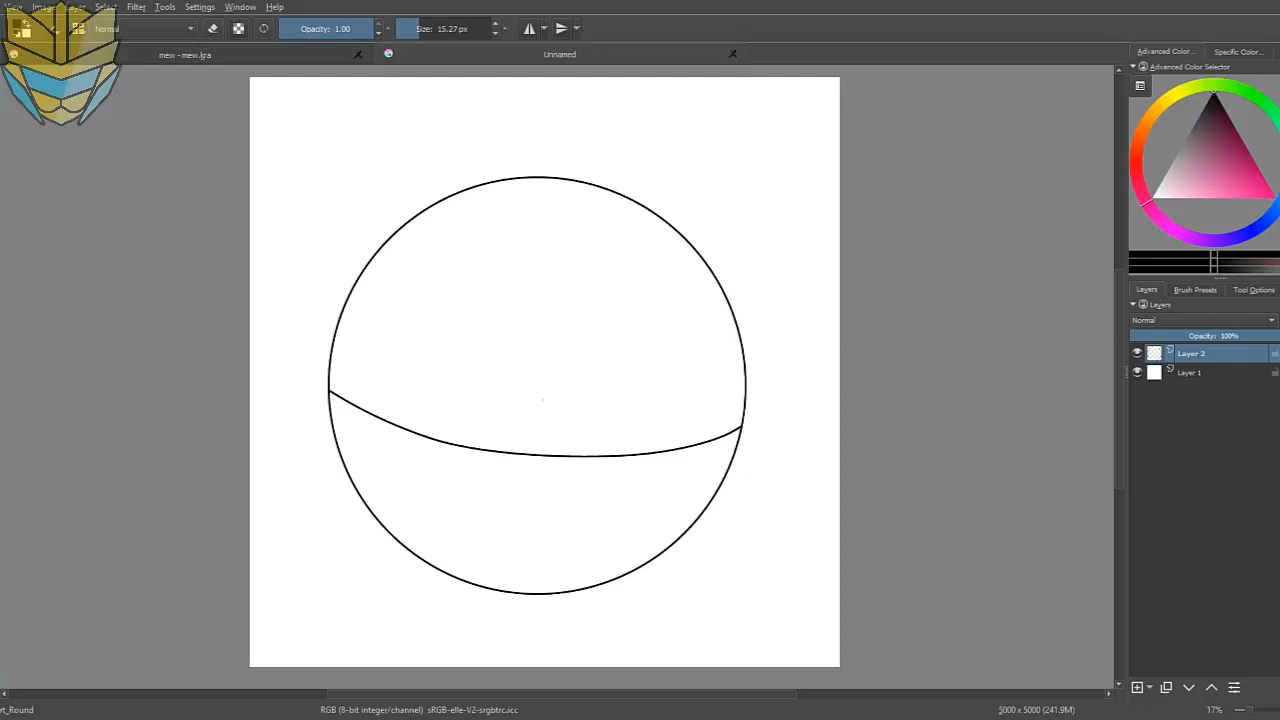 View Image Layer Select Filter Tools Settings Window Help
Normal Opacity: 1.00 Size: 15.27 px
mew - mew.kra Unnamed
Advanced Color... Specific Color...
Advanced Color Selector
Layers Brush Presets Tool Options
Layers
Normal
Opacity: 100%
Layer 2
Layer 1
rt_Round RGB (8-bit integer/channel) sRGB-elle-V2-srgbtrc.icc 5000 x 5000 (241.9M) 17%